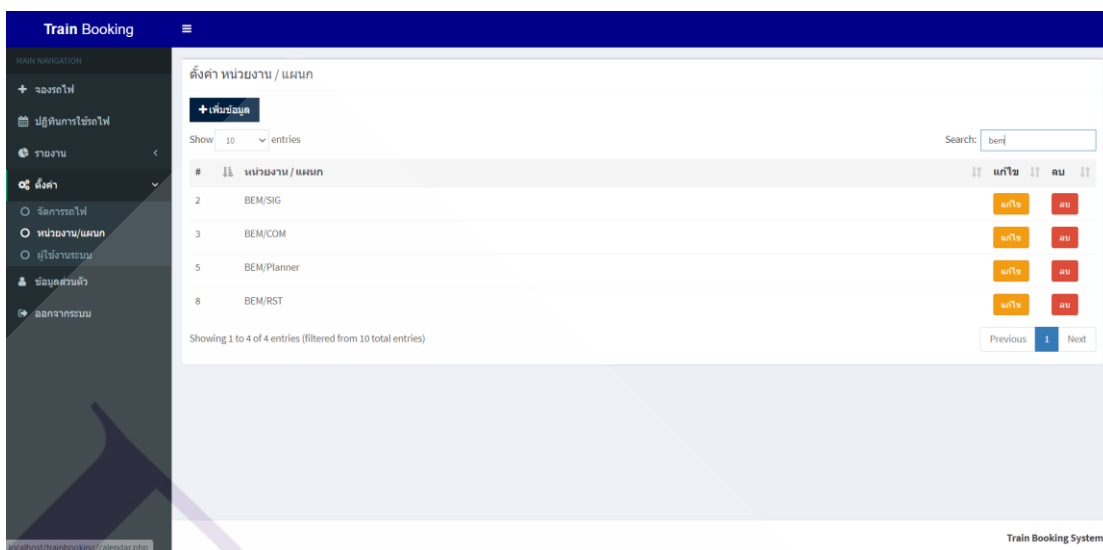 Train Booking
MAIN NAVIGATION
จองรถไฟ
ปฏิทินการใช้รถไฟ
รายงาน
ตั้งค่า
จัดการรถไฟ
หน่วยงาน/แผนก
ผู้ใช้งานระบบ
ข้อมูลส่วนตัว
ออกจากระบบ
localhost/trainbooking/calendar.php
ตั้งค่า หน่วยงาน / แผนก
+เพิ่มข้อมูล
Show 10 entries
Search: bem
# หน่วยงาน / แผนก แก้ไข ลบ
2 BEM/SIG แก้ไข ลบ
3 BEM/COM แก้ไข ลบ
5 BEM/Planner แก้ไข ลบ
8 BEM/RST แก้ไข ลบ
Showing 1 to 4 of 4 entries (filtered from 10 total entries)
Previous 1 Next
Train Booking System